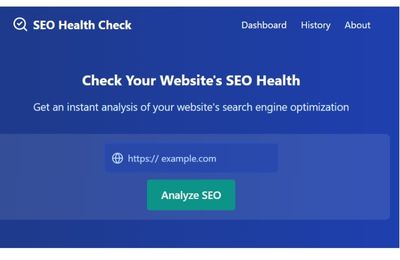 SEO Health Check
Dashboard History About
Check Your Website's SEO Health
Get an instant analysis of your website's search engine optimization
https:// example.com
Analyze SEO